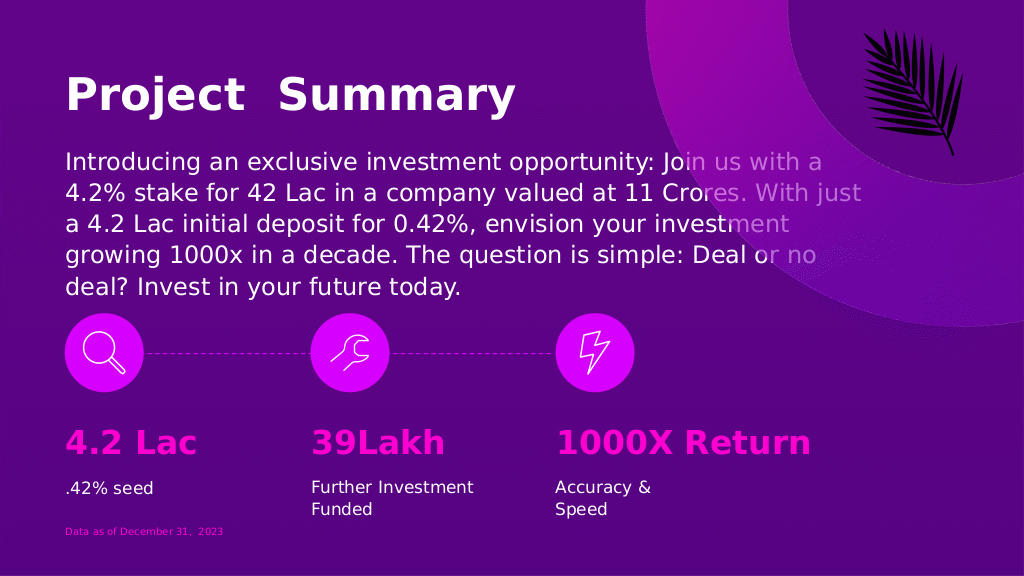 Project Summary
Introducing an exclusive investment opportunity: Join us with a
4.2% stake for 42 Lac in a company valued at 11 Crores. With just
a 4.2 Lac initial deposit for 0.42%, envision your investment
growing 1000x in a decade. The question is simple: Deal or no
deal? Invest in your future today.
4.2 Lac
39Lakh
1000X Return
.42% seed
Further Investment
Funded
Accuracy &
Speed
Data as of December 31, 2023